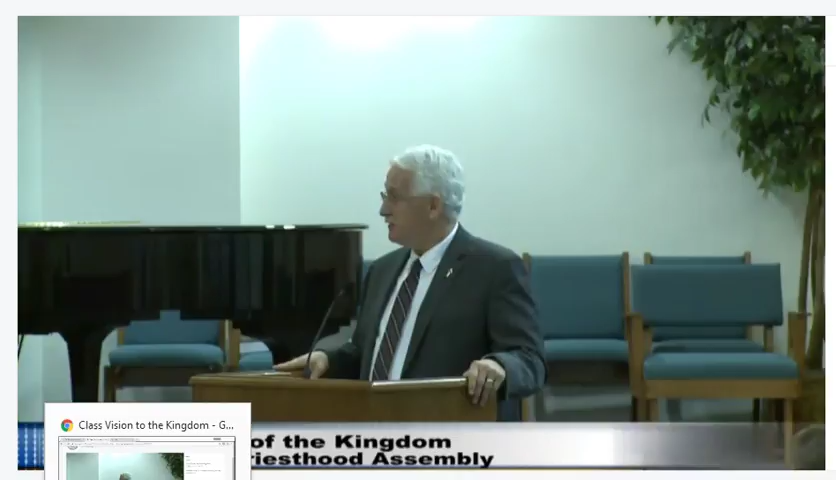 Class Vision to the Kingdom - G...
of the Kingdom
riesthood Assembly